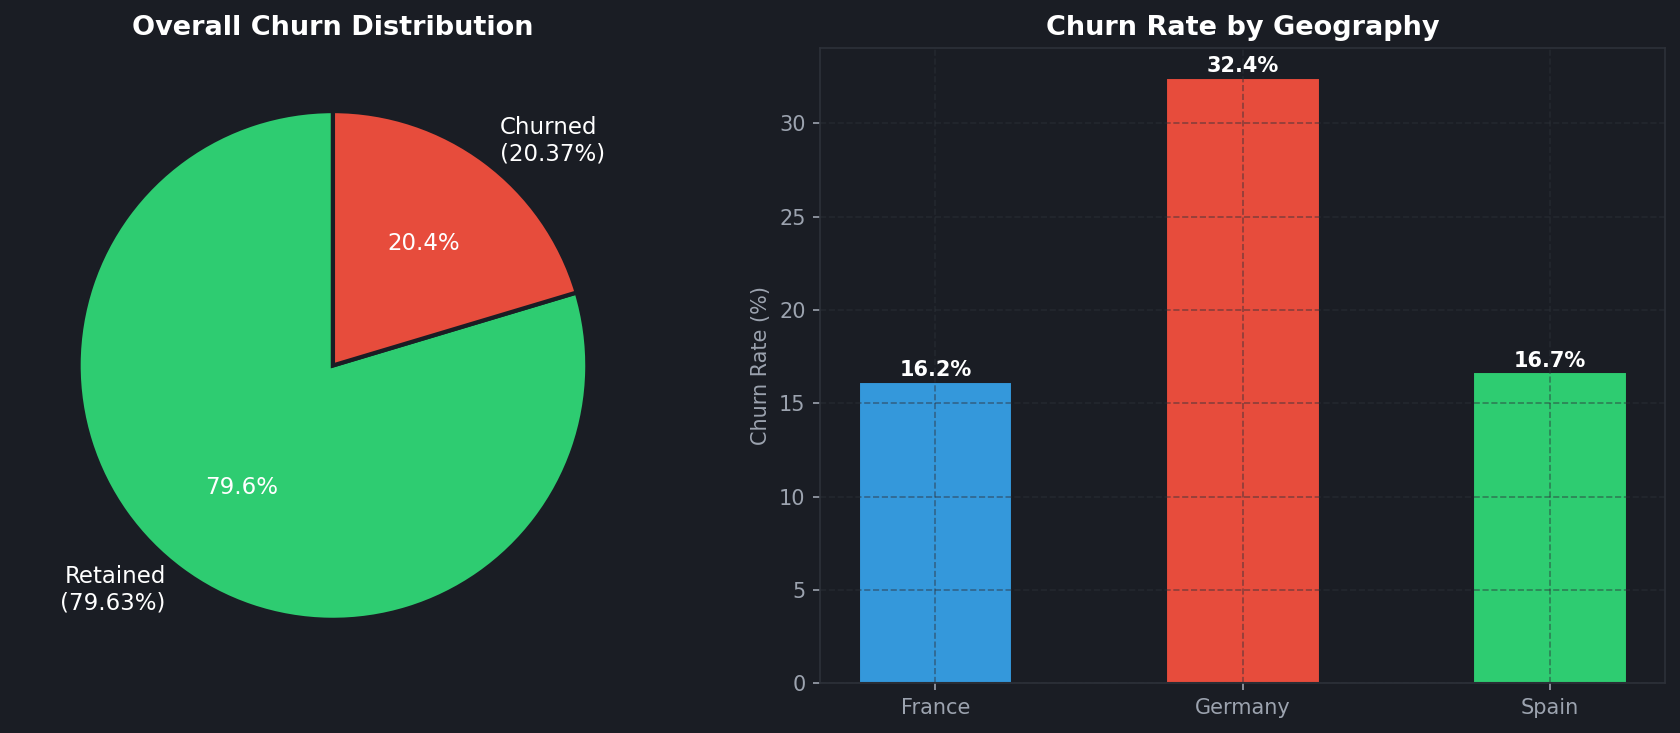 Overall Churn Distribution
Churned
(20.37%)
20.4%
79.6%
Retained
(79.63%)
Churn Rate by Geography
Churn Rate (%)
30
25
20
15
10
5
0
16.2%
32.4%
16.7%
France
Germany
Spain